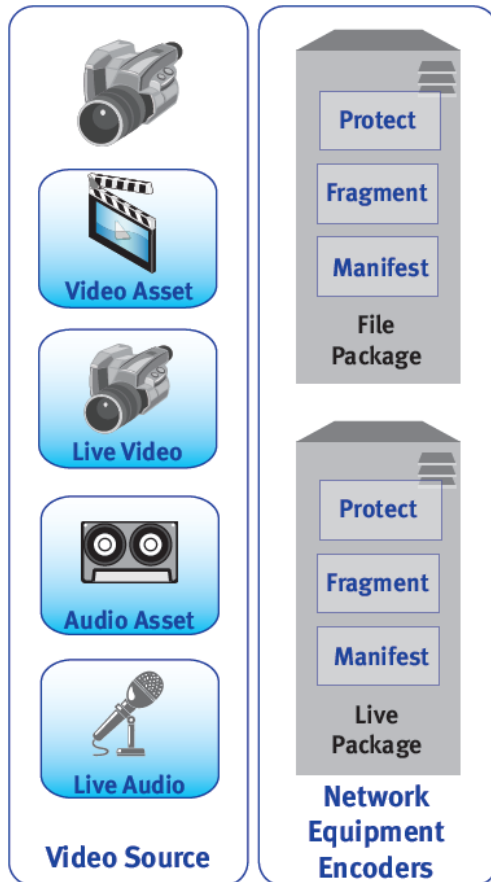 Video Asset
Live Video
Audio Asset
Live Audio
Video Source
Protect
Fragment
Manifest
File
Package
Protect
Fragment
Manifest
Live
Package
Network
Equipment
Encoders